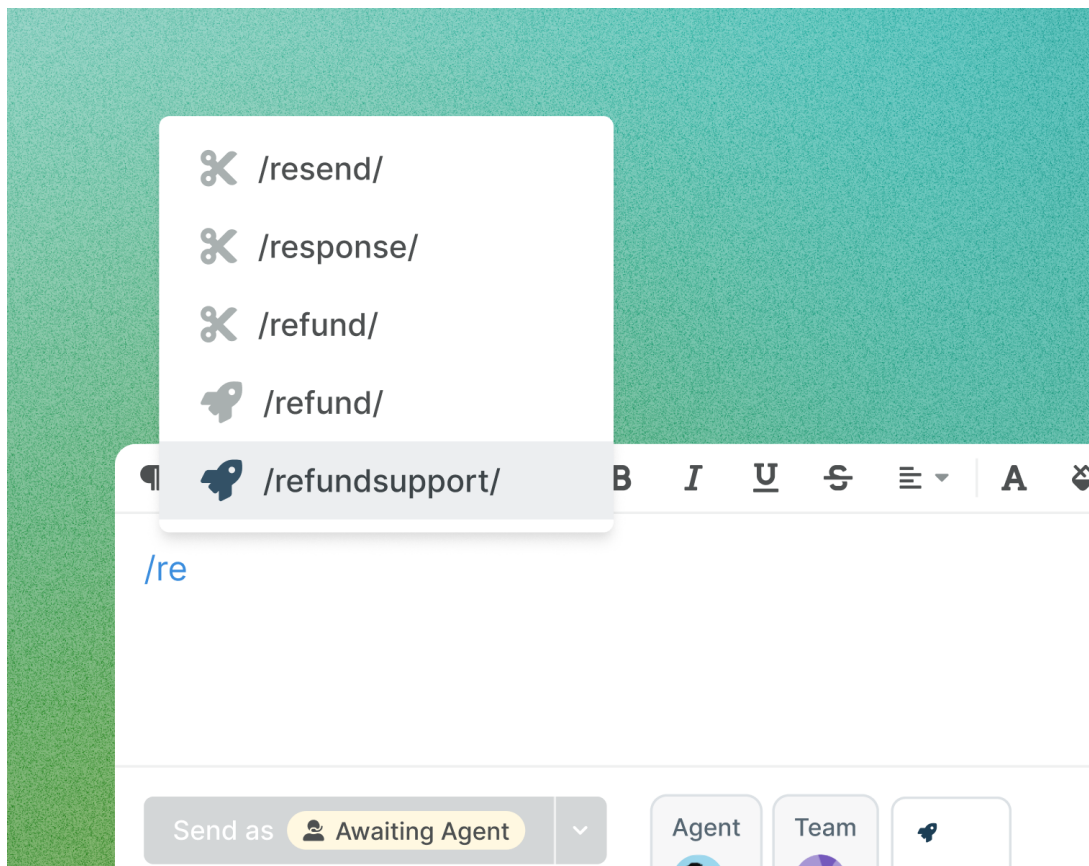 /resend/
/response/
/refund/
/refund/
/refundsupport/
B I U S A
/re
Send as Awaiting Agent
Agent
Team